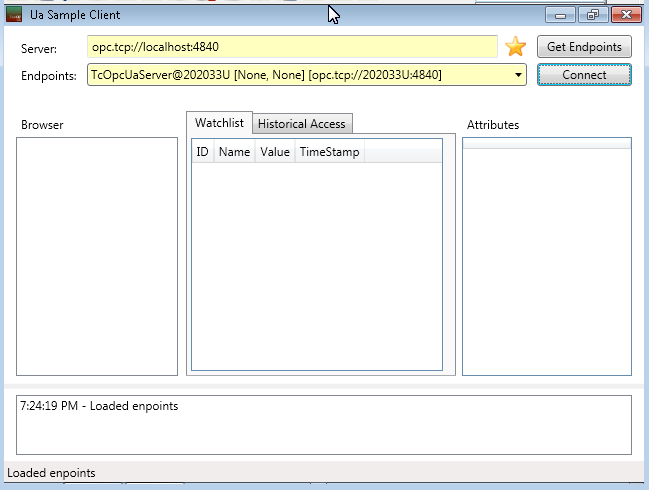 Ua Sample Client
Server: opc.tcp://localhost:4840 Get Endpoints
Endpoints: TcOpcUaServer@202033U [None, None] [opc.tcp://202033U:4840] Connect
Browser Watchlist Historical Access Attributes
ID Name Value TimeStamp
7:24:19 PM - Loaded enpoints
Loaded enpoints